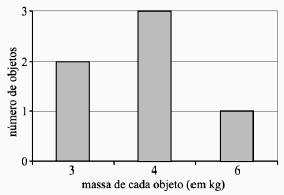 número de objetos
3
2
1
0
3 4 6
massa de cada objeto (em kg)